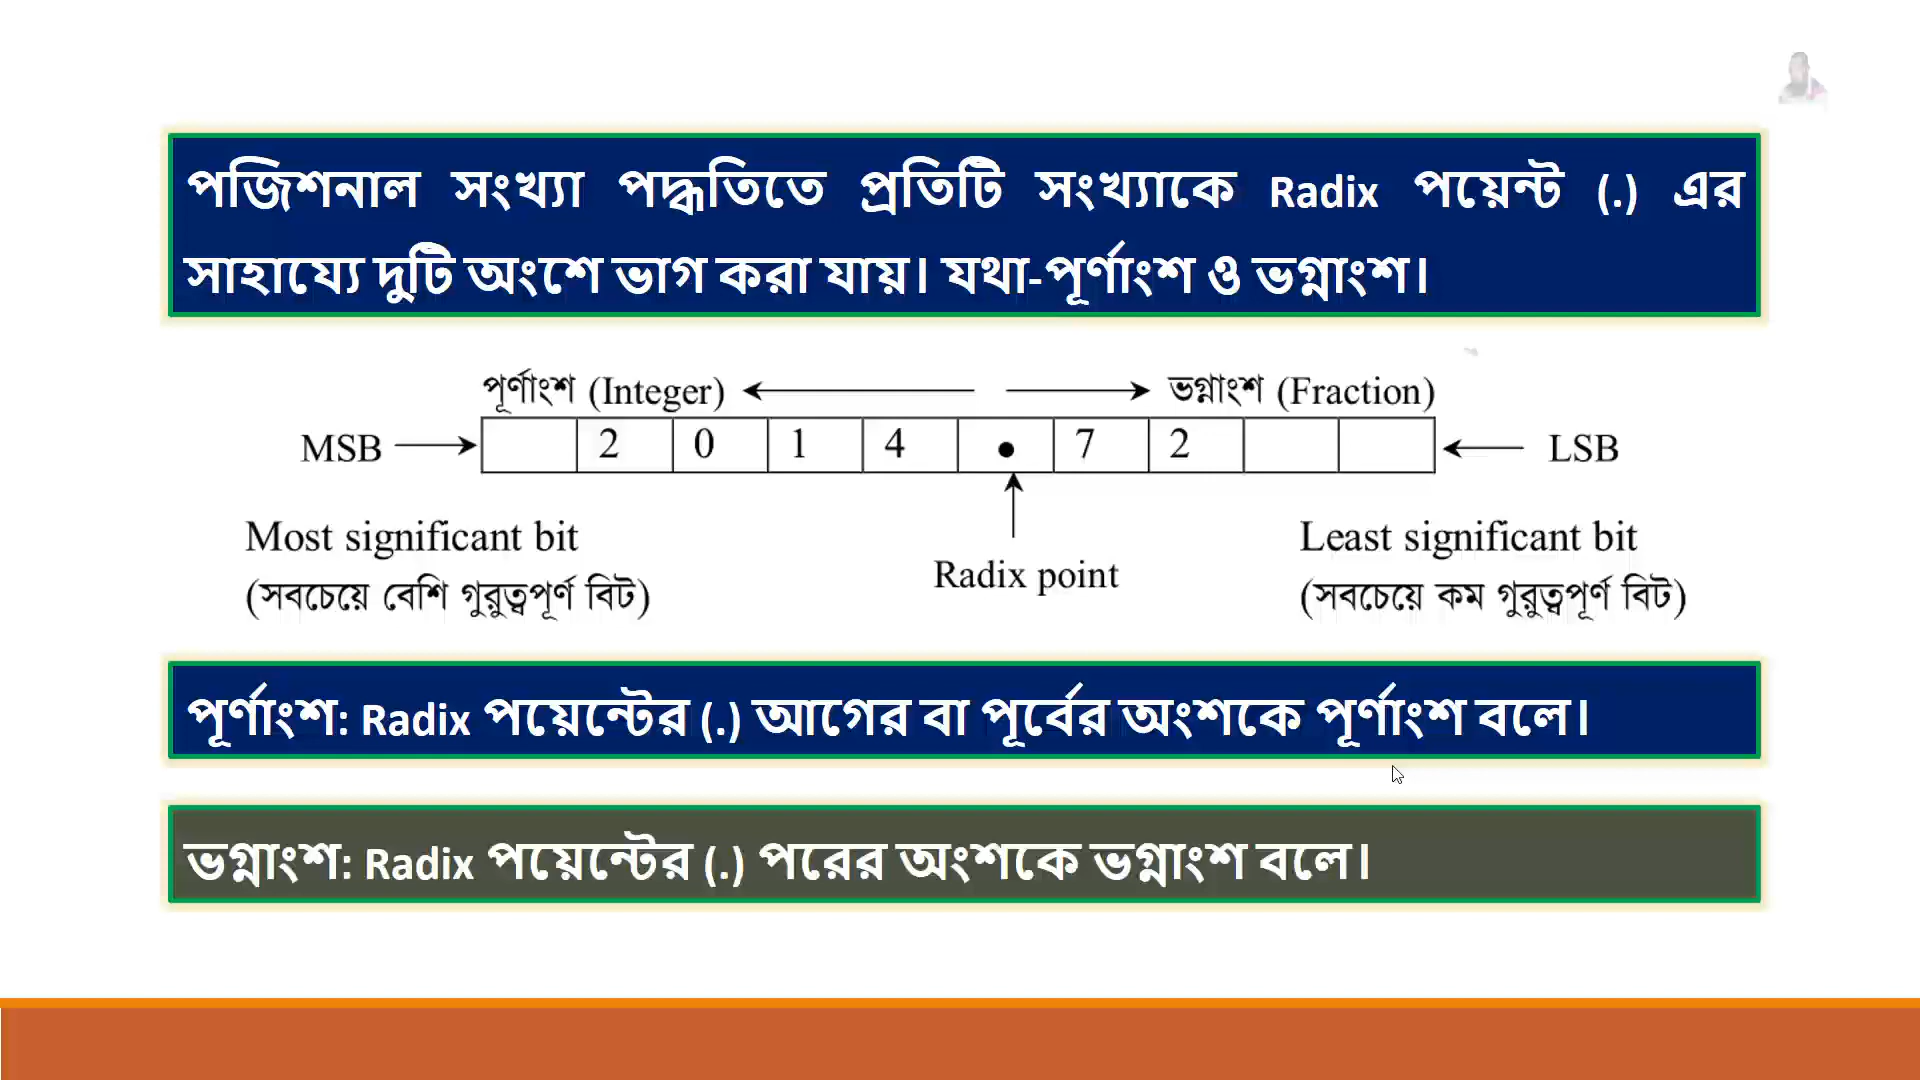 পজিশনাল সংখ্যা পদ্ধতিতে প্রতিটি সংখ্যাকে Radix পয়েন্ট (.) এর
সাহায্যে দুটি অংশে ভাগ করা যায়। যথা-পূর্ণাংশ ও ভগ্নাংশ।
পূর্ণাংশ (Integer) ভগ্নাংশ (Fraction)
MSB 2 0 1 4 . 7 2 LSB
Most significant bit Least significant bit
Radix point
(সবচেয়ে বেশি গুরুত্বপূর্ণ বিট) (সবচেয়ে কম গুরুত্বপূর্ণ বিট)
পূর্ণাংশ: Radix পয়েন্টের (.) আগের বা পূর্বের অংশকে পূর্ণাংশ বলে।
ভগ্নাংশ: Radix পয়েন্টের (.) পরের অংশকে ভগ্নাংশ বলে।